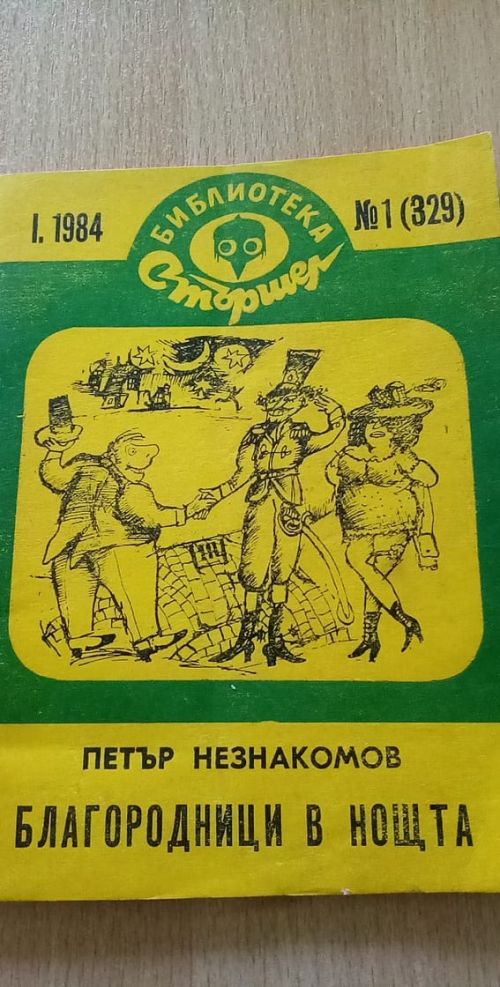 I. 1984
БИБЛИОТЕКА
Стършел
№1 (329)
ПЕТЪР НЕЗНАКОМОВ
БЛАГОРОДНИЦИ В НОЩТА